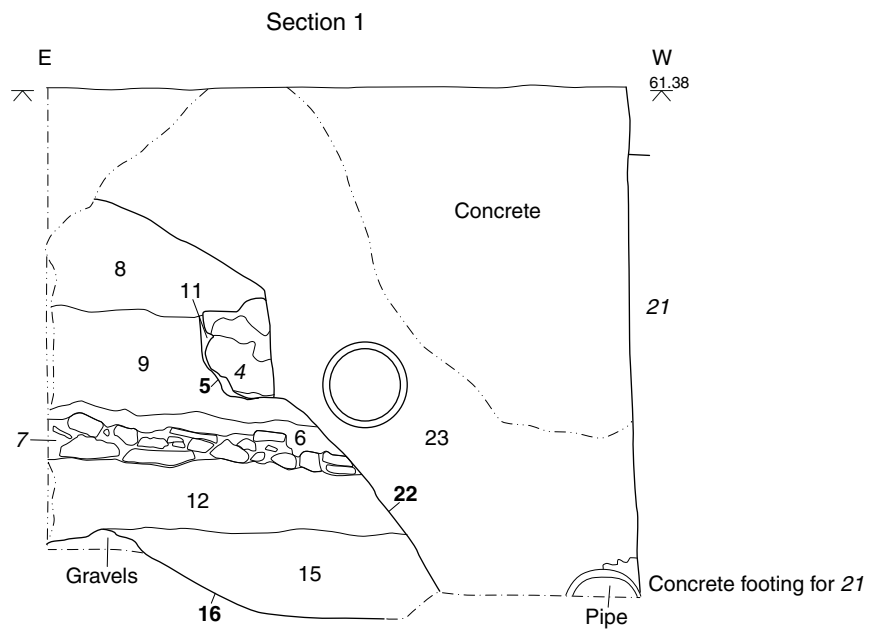 Section 1
E
W
61.38
Concrete
8
11
21
9
4
5
7
6
23
12
22
Gravels
15
Concrete footing for 21
16
Pipe